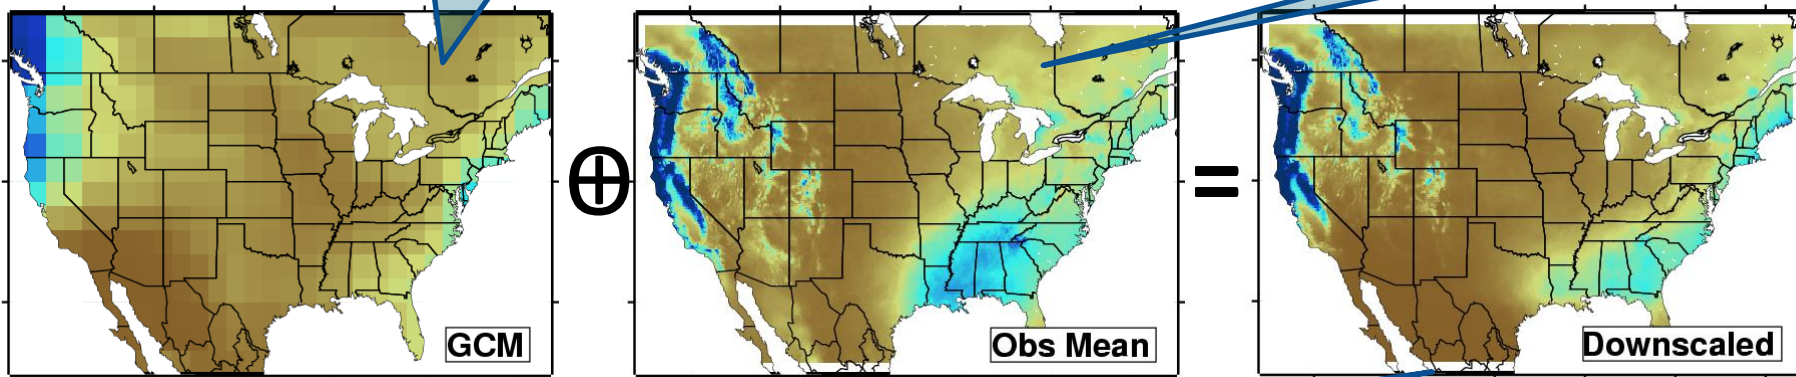 GCM
⊕
Obs Mean
=
Downscaled